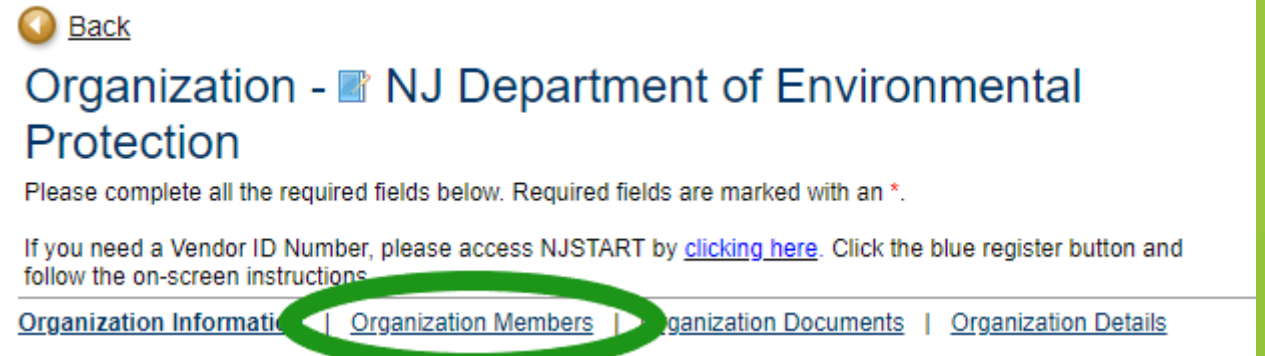 Back
Organization - NJ Department of Environmental
Protection
Please complete all the required fields below. Required fields are marked with an *.
If you need a Vendor ID Number, please access NJSTART by clicking here. Click the blue register button and
follow the on-screen instructions.
Organization Information | Organization Members | Organization Documents | Organization Details